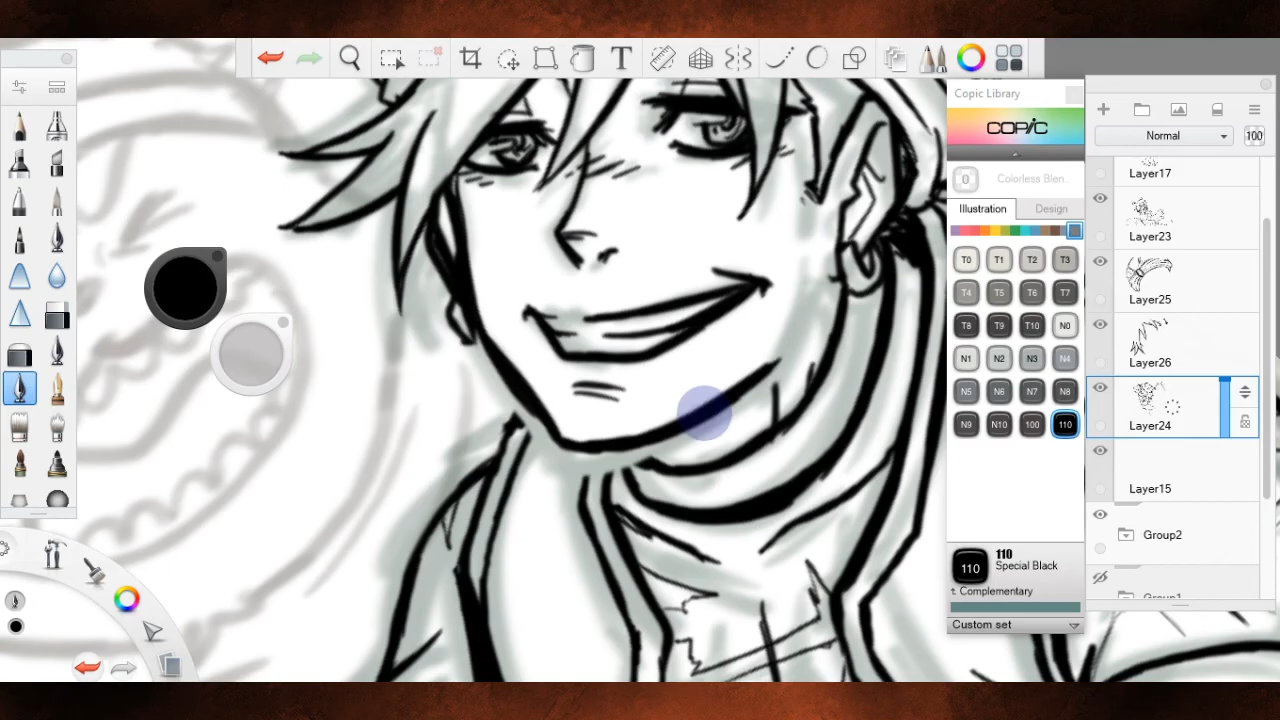 T
Copic Library
COPIC
0 Colorless Blen..
Illustration Design
T0 T1 T2 T3
T4 T5 T6 T7
T8 T9 T10 N0
N1 N2 N3 N4
N5 N6 N7 N8
N9 N10 100 110
110 110
Special Black
Complementary
Custom set
Normal 100
Layer17
Layer23
Layer25
Layer26
Layer24
Layer15
Group2
Group1